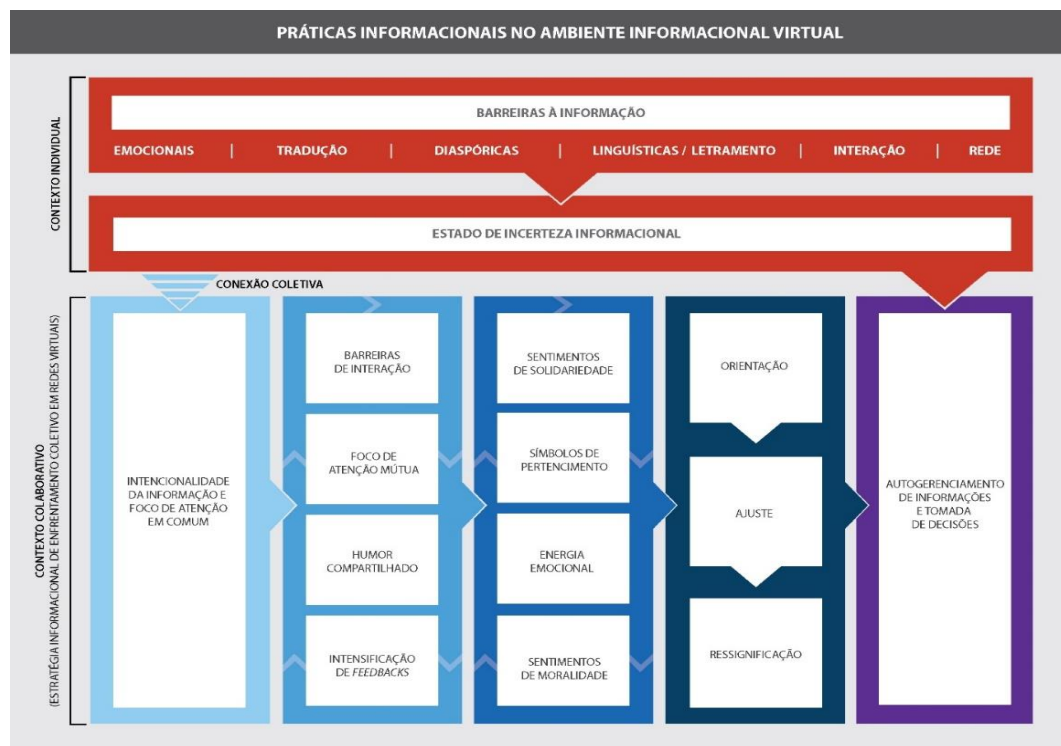 PRÁTICAS INFORMACIONAIS NO AMBIENTE INFORMACIONAL VIRTUAL
CONTEXTO INDIVIDUAL
BARREIRAS À INFORMAÇÃO
EMOCIONAIS | TRADUÇÃO | DIASPÓRICAS | LINGUÍSTICAS / LETRAMENTO | INTERAÇÃO | REDE
ESTADO DE INCERTEZA INFORMACIONAL
CONEXÃO COLETIVA
CONTEXTO COLABORATIVO
(ESTRATÉGIA INFORMACIONAL DE ENFRENTAMENTO COLETIVO EM REDES VIRTUAIS)
INTENCIONALIDADE
DA INFORMAÇÃO E
FOCO DE ATENÇÃO
EM COMUM
BARREIRAS
DE INTERAÇÃO
FOCO DE
ATENÇÃO MÚTUA
HUMOR
COMPARTILHADO
INTENSIFICAÇÃO
DE FEEDBACKS
SENTIMENTOS
DE SOLIDARIEDADE
SÍMBOLOS DE
PERTENCIMENTO
ENERGIA
EMOCIONAL
SENTIMENTOS
DE MORALIDADE
ORIENTAÇÃO
AJUSTE
RESSIGNIFICAÇÃO
AUTOGERENCIAMENTO
DE INFORMAÇÕES
E TOMADA
DE DECISÕES